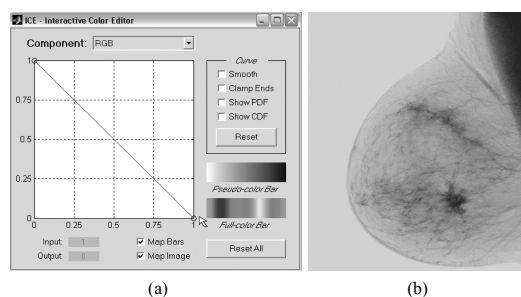 ICE - Interactive Color Editor
Component: RGB
Curve
Smooth
Clamp Ends
Show PDF
Show CDF
Reset
1
0.75
0.5
0.25
0
0 0.25 0.5 0.75 1
Pseudo-color Bar
Full-color Bar
Input: 1
Output 0
Map Bars
Map Image
Reset All
(a)
(b)